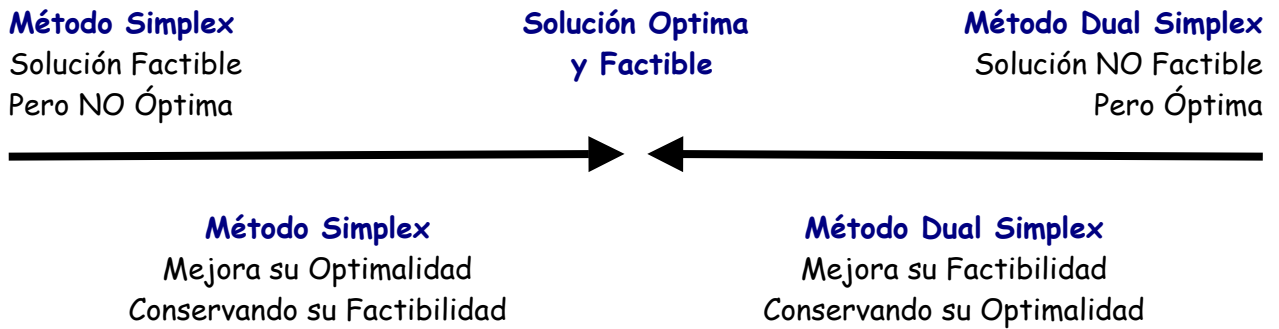 Método Simplex
Solución Factible
Pero NO Óptima
Solución Optima
y Factible
Método Dual Simplex
Solución NO Factible
Pero Óptima
Método Simplex
Mejora su Optimalidad
Conservando su Factibilidad
Método Dual Simplex
Mejora su Factibilidad
Conservando su Optimalidad